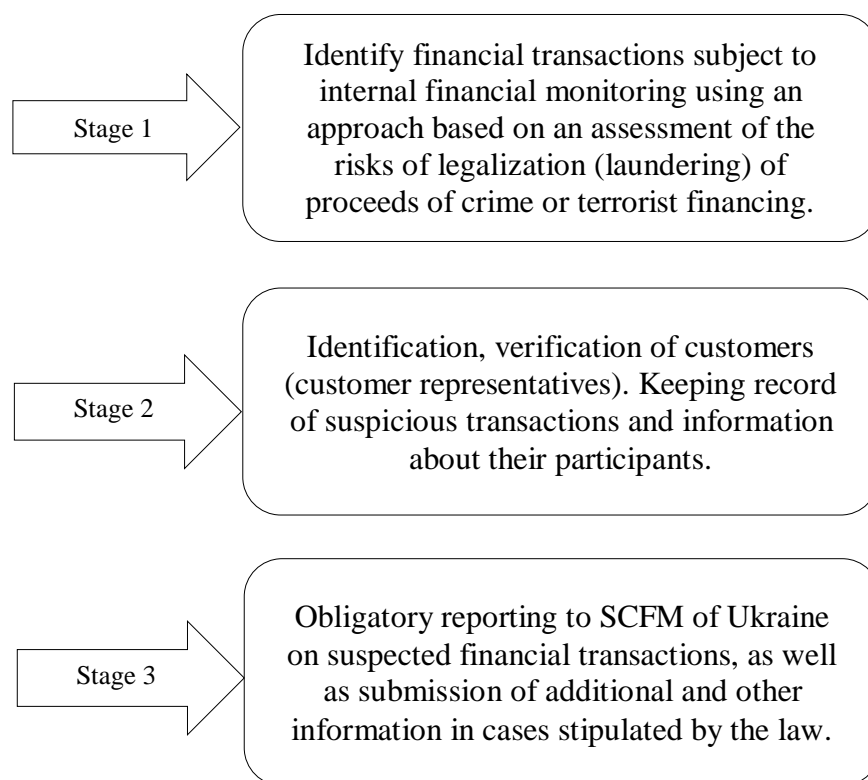 Stage 1
Identify financial transactions subject to
internal financial monitoring using an
approach based on an assessment of the
risks of legalization (laundering) of
proceeds of crime or terrorist financing.
Stage 2
Identification, verification of customers
(customer representatives). Keeping record
of suspicious transactions and information
about their participants.
Stage 3
Obligatory reporting to SCFM of Ukraine
on suspected financial transactions, as well
as submission of additional and other
information in cases stipulated by the law.